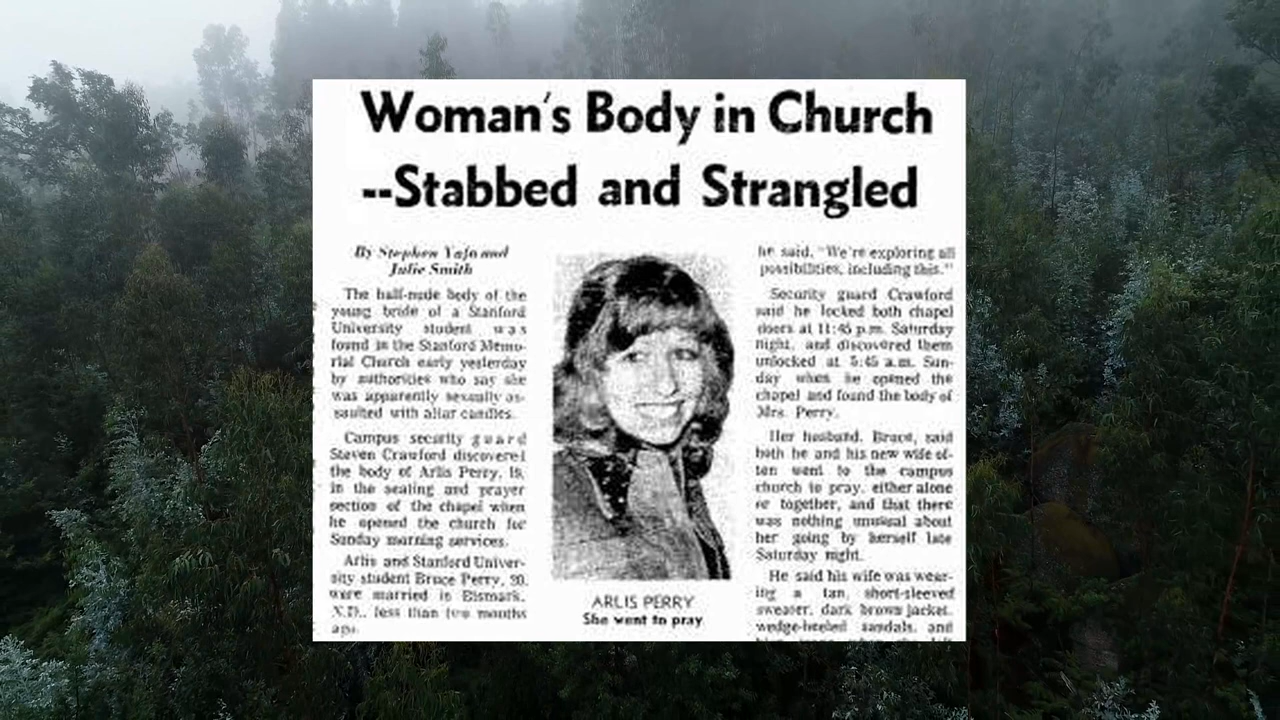 Woman's Body in Church
--Stabbed and Strangled
By Stephen Yafa and
Julie Smith
The half-nude body of the
young bride of a Stanford
University student was
found in the Stanford Memo-
rial Church early yesterday
by authorities who say she
was apparently sexually as-
saulted with altar candles.
Campus security guard
Steven Crawford discovered
the body of Arlis Perry, 19,
in the seating and prayer
section of the chapel when
he opened the church for
Sunday morning services.
Arlis and Stanford Univer-
sity student Bruce Perry, 20,
were married in Bismark,
N.D., less than two months
ago.
ARLIS PERRY
She went to pray
he said. "We're exploring all
possibilities, including this."
Security guard Crawford
said he locked both chapel
doors at 11:45 p.m. Saturday
night, and discovered them
unlocked at 5:45 a.m. Sun-
day when he opened the
chapel and found the body of
Mrs. Perry.
Her husband, Bruce, said
both he and his new wife of-
ten went to the campus
church to pray, either alone
or together, and that there
was nothing unusual about
her going by herself late
Saturday night.
He said his wife was wear-
ing a tan, short-sleeved
sweater, dark brown jacket,
wedge-heeled sandals, and